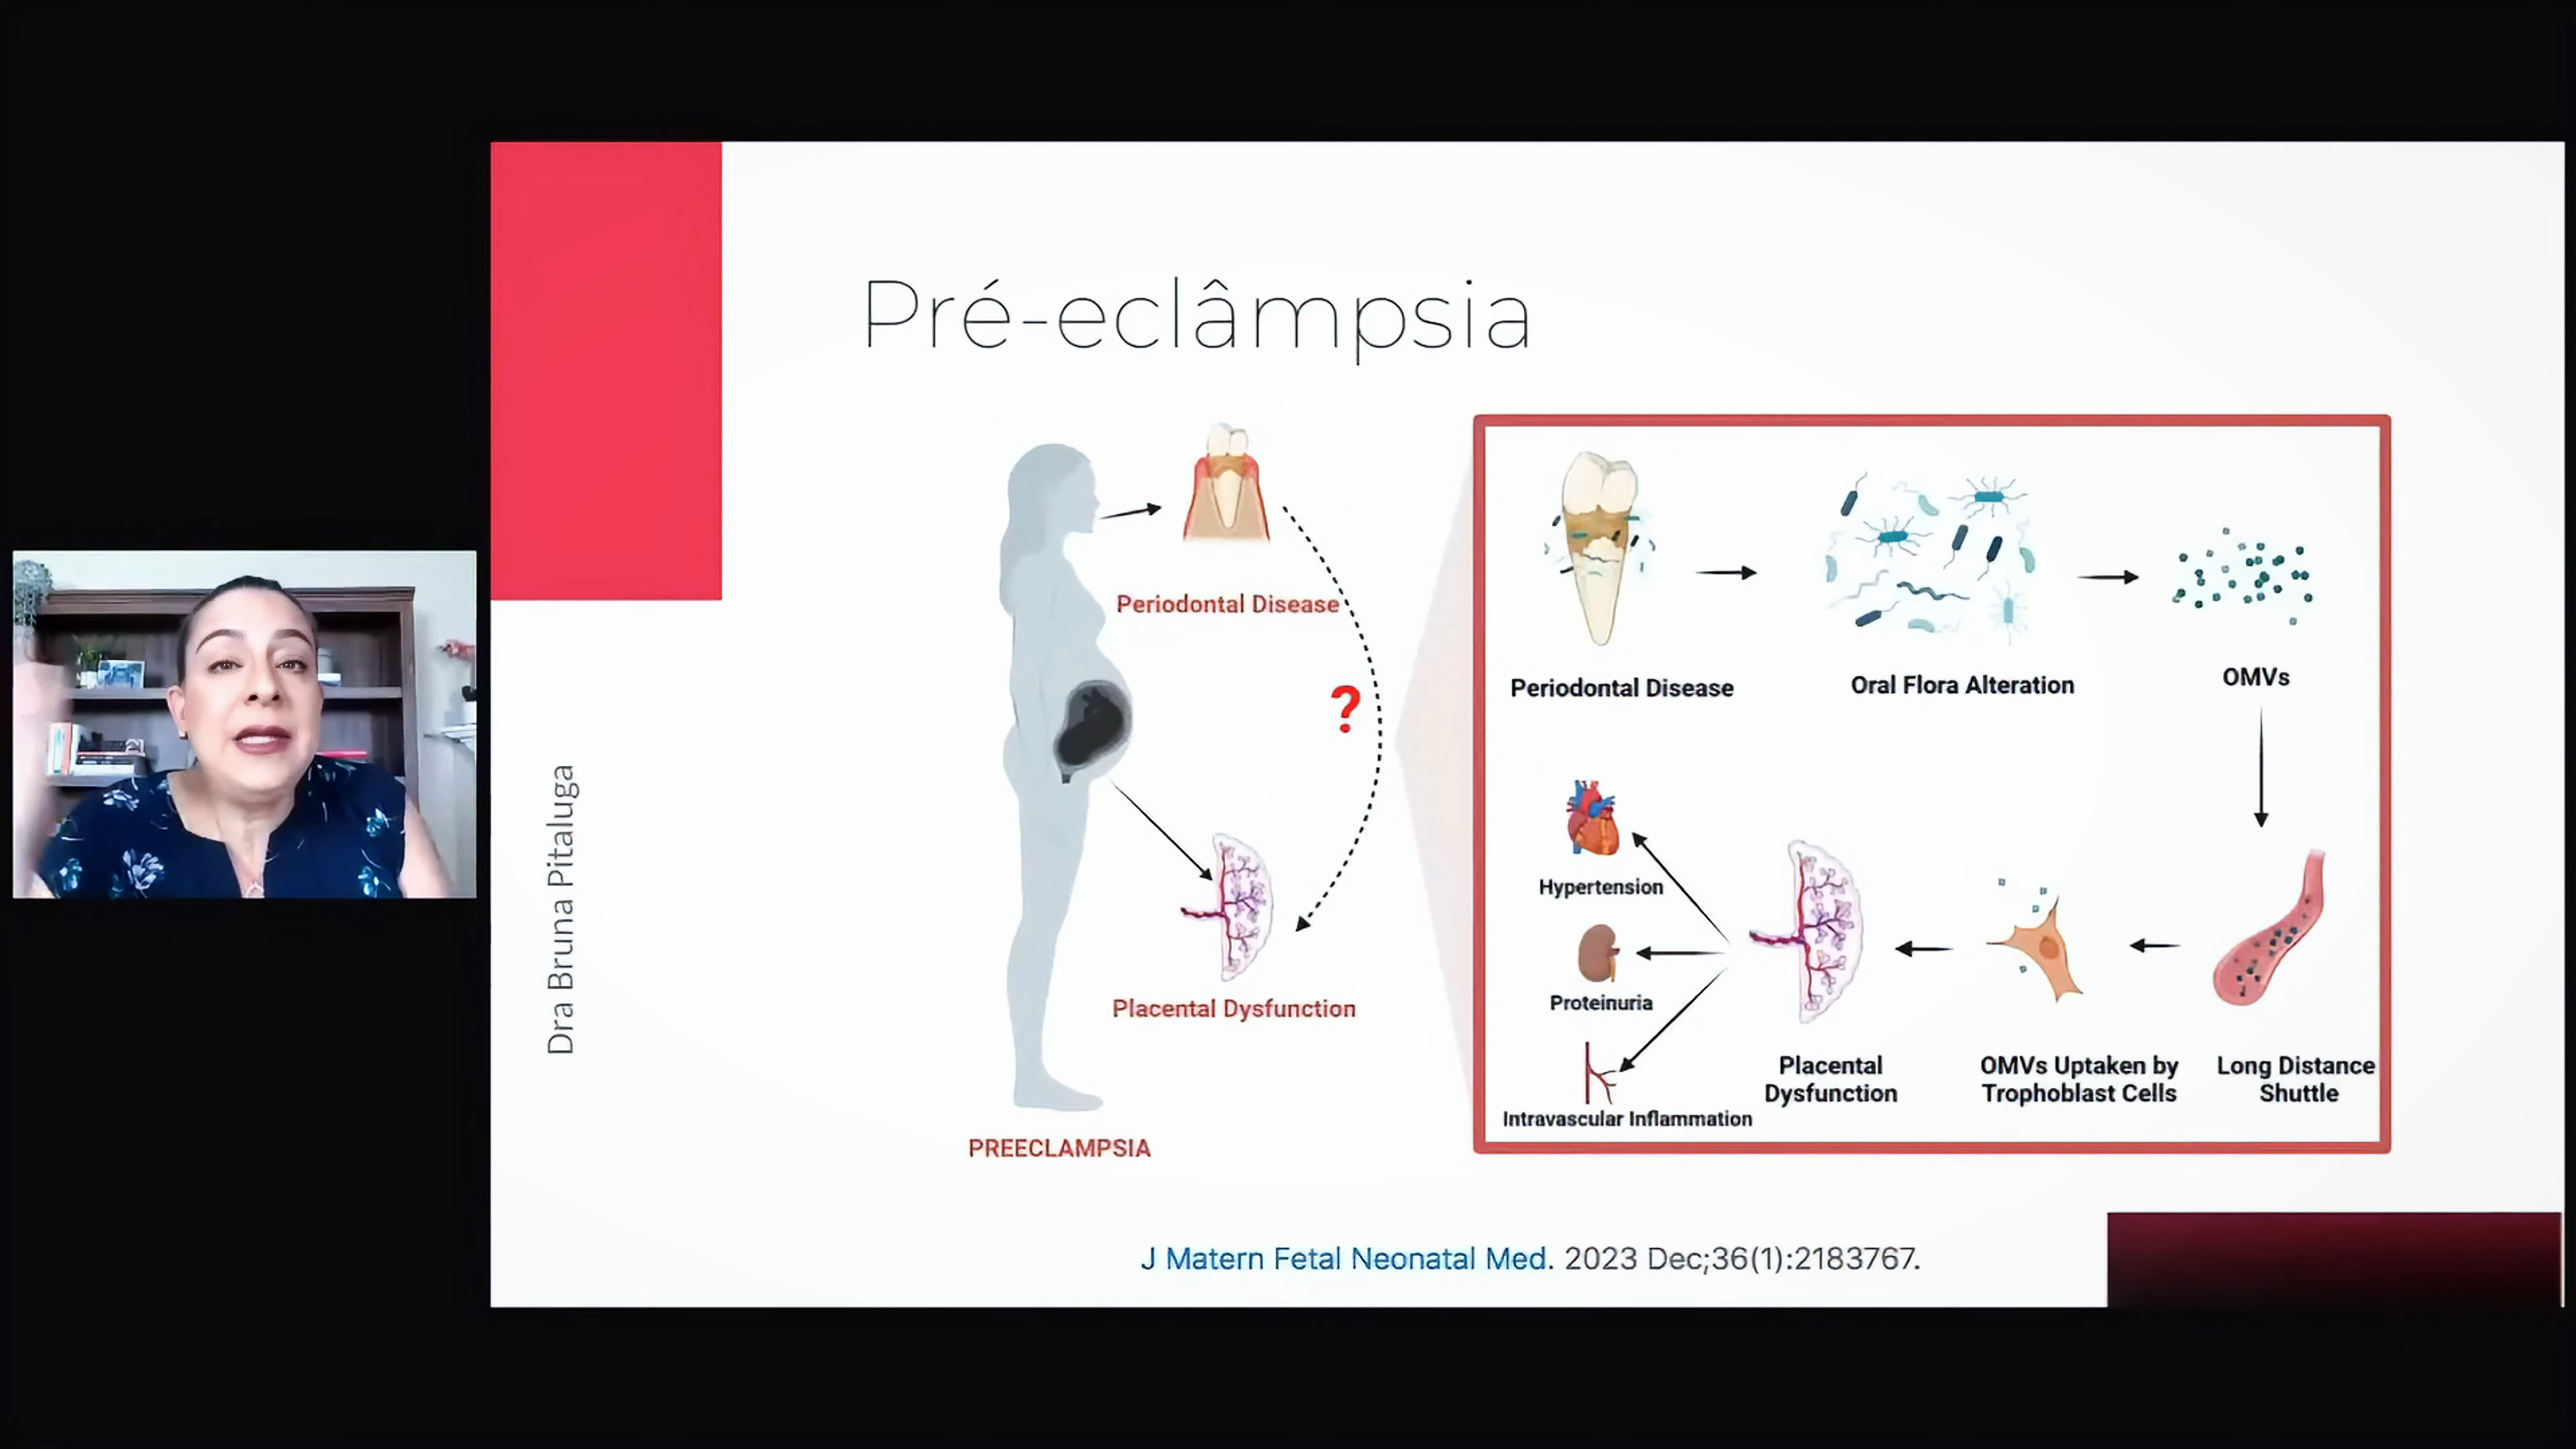 Pré-eclâmpsia
Dra Bruna Pitaluga
Periodontal Disease
?
Placental Dysfunction
PREECLAMPSIA
Periodontal Disease
Oral Flora Alteration
OMVs
Hypertension
Proteinuria
Intravascular Inflammation
Placental
Dysfunction
OMVs Uptaken by
Trophoblast Cells
Long Distance
Shuttle
J Matern Fetal Neonatal Med. 2023 Dec;36(1):2183767.